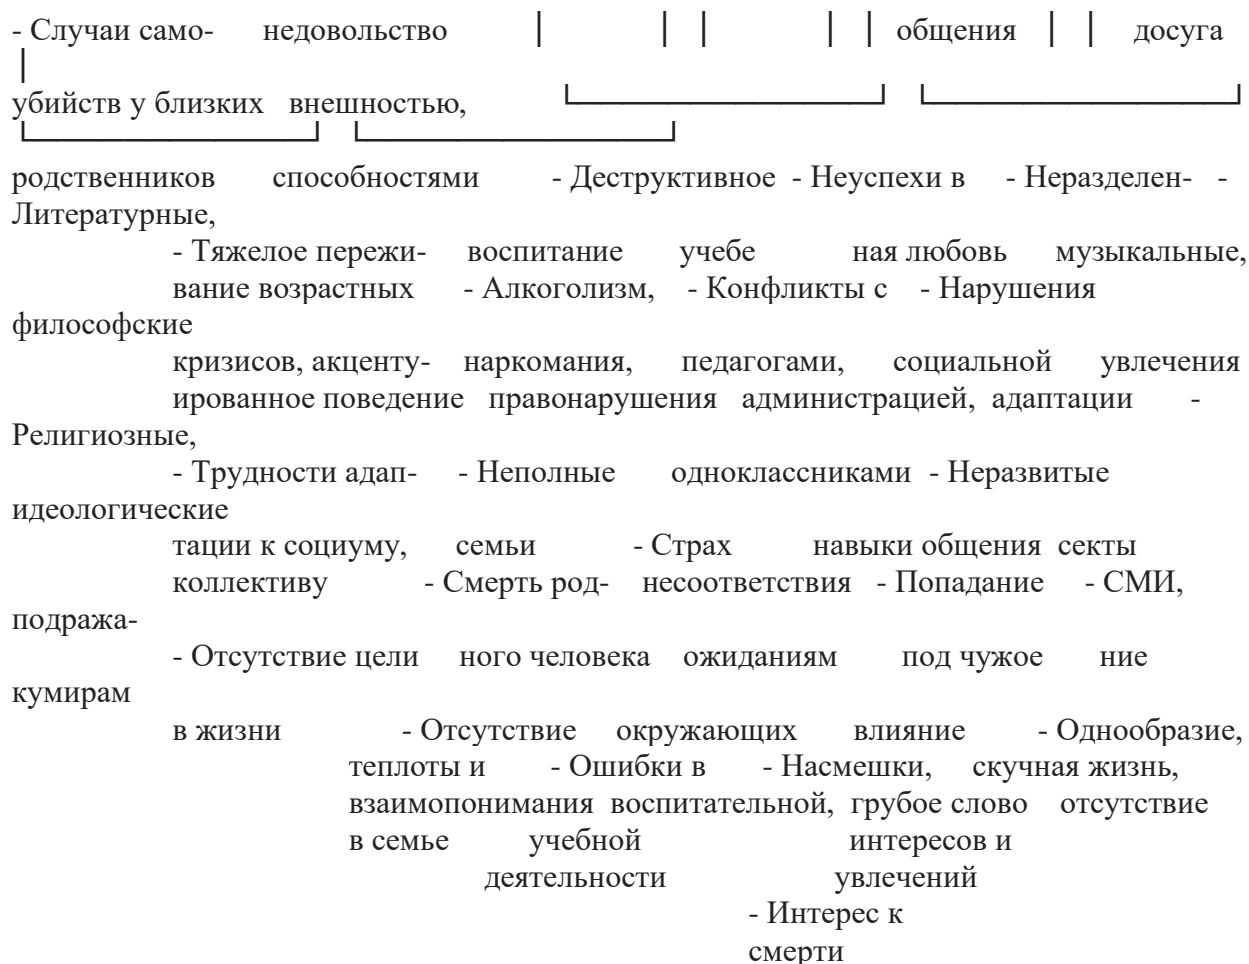 - Случаи само- недовольство │ │ │ │ │ общения │ │ досуга
│
убийств у близких внешностью, └──────────────┘ └──────────────┘
└─────────────┘ └──────────────┘
родственников способностями - Деструктивное - Неуспехи в - Неразделен- -
Литературные,
- Тяжелое пережи- воспитание учебе ная любовь музыкальные,
вание возрастных - Алкоголизм, - Конфликты с - Нарушения
философские
кризисов, акценту- наркомания, педагогами, социальной увлечения
ированное поведение правонарушения администрацией, адаптации -
Религиозные,
- Трудности адап- - Неполные одноклассниками - Неразвитые
идеологические
тации к социуму, семьи - Страх навыки общения секты
коллективу - Смерть род- несоответствия - Попадание - СМИ,
подража-
- Отсутствие цели ного человека ожиданиям под чужое ние
кумирам
в жизни - Отсутствие окружающих влияние - Однообразие,
теплоты и - Ошибки в - Насмешки, скучная жизнь,
взаимопонимания воспитательной, грубое слово отсутствие
в семье учебной интересов и
деятельности увлечений
- Интерес к
смерти